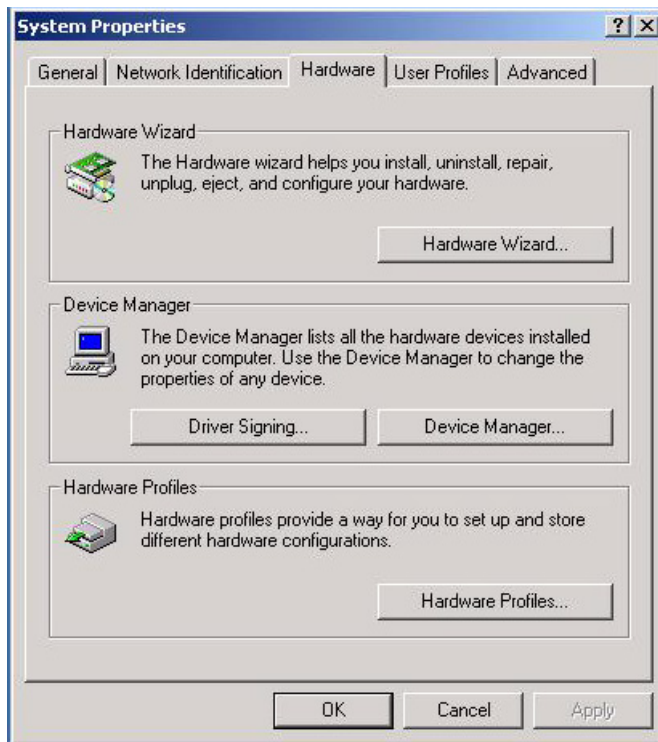 System Properties
General Network Identification Hardware User Profiles Advanced
Hardware Wizard
The Hardware wizard helps you install, uninstall, repair,
unplug, eject, and configure your hardware.
Hardware Wizard...
Device Manager
The Device Manager lists all the hardware devices installed
on your computer. Use the Device Manager to change the
properties of any device.
Driver Signing... Device Manager...
Hardware Profiles
Hardware profiles provide a way for you to set up and store
different hardware configurations.
Hardware Profiles...
OK Cancel Apply